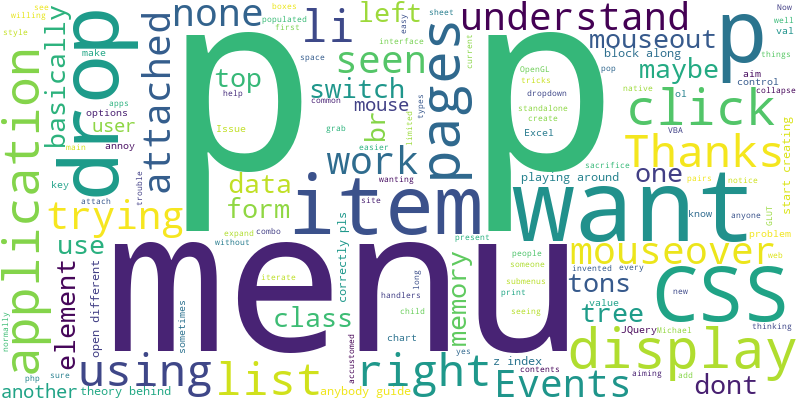 p p
menu
drop
item
want
css
display
application
list
right
click
Thanks
understand
pages
p
li
none
seen
left
basically
attached
top
switch
br
mouse
work
mouseout
block along
maybe
one
mouseover
tons
tree
Events
dont
using
trying
use
data
form
class
memory
element
another
theory behind
anybody guide
user
options
annoy
key
attach
apps
main
style
see
willing
boxes
populated
first
easy
interface
sheet
space
help
Issue
common
grab
easier
types
limited
current
pop
OpenGL
tricks
dropdown
standalone
create
Excel
playing around
sacrifice
VBA
native
ol
control
aim
things
collapse
Now
well
val
make
start creating
pairs
notice
GLUT
anyone
know
problem
web
thinking
trouble
wanting
site
correctly pls
without
expand
combo
iterate
sometimes
open different
normally
php
sure
yes
chart
accustomed
handlers
child
long
present
print
seeing
people
someone
submenus
contents
z index
invented
every
value
new
JQuery
Michael
aiming
add